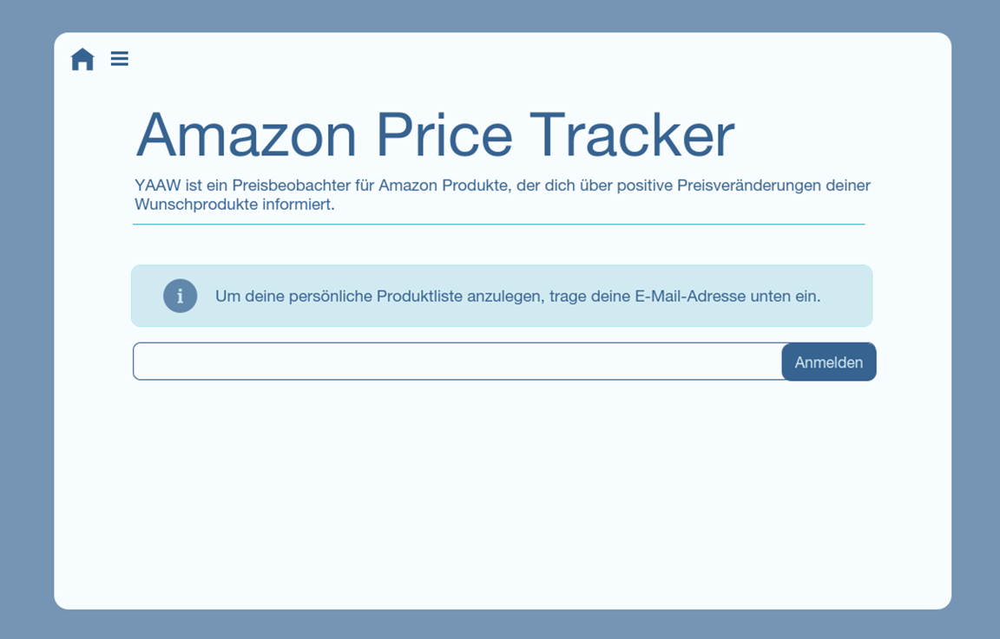 Amazon Price Tracker
YAAW ist ein Preisbeobachter für Amazon Produkte, der dich über positive Preisveränderungen deiner
Wunschprodukte informiert.
Um deine persönliche Produktliste anzulegen, trage deine E-Mail-Adresse unten ein.
Anmelden